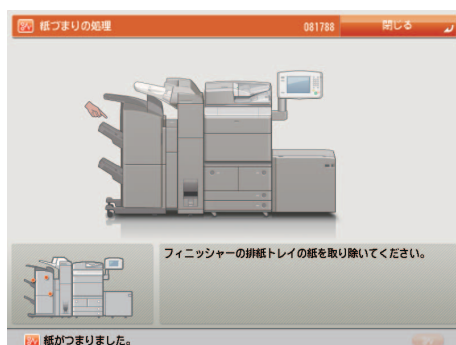 紙づまりの処理
081788
閉じる
フィニッシャーの排紙トレイの紙を取り除いてください。
紙がつまりました。